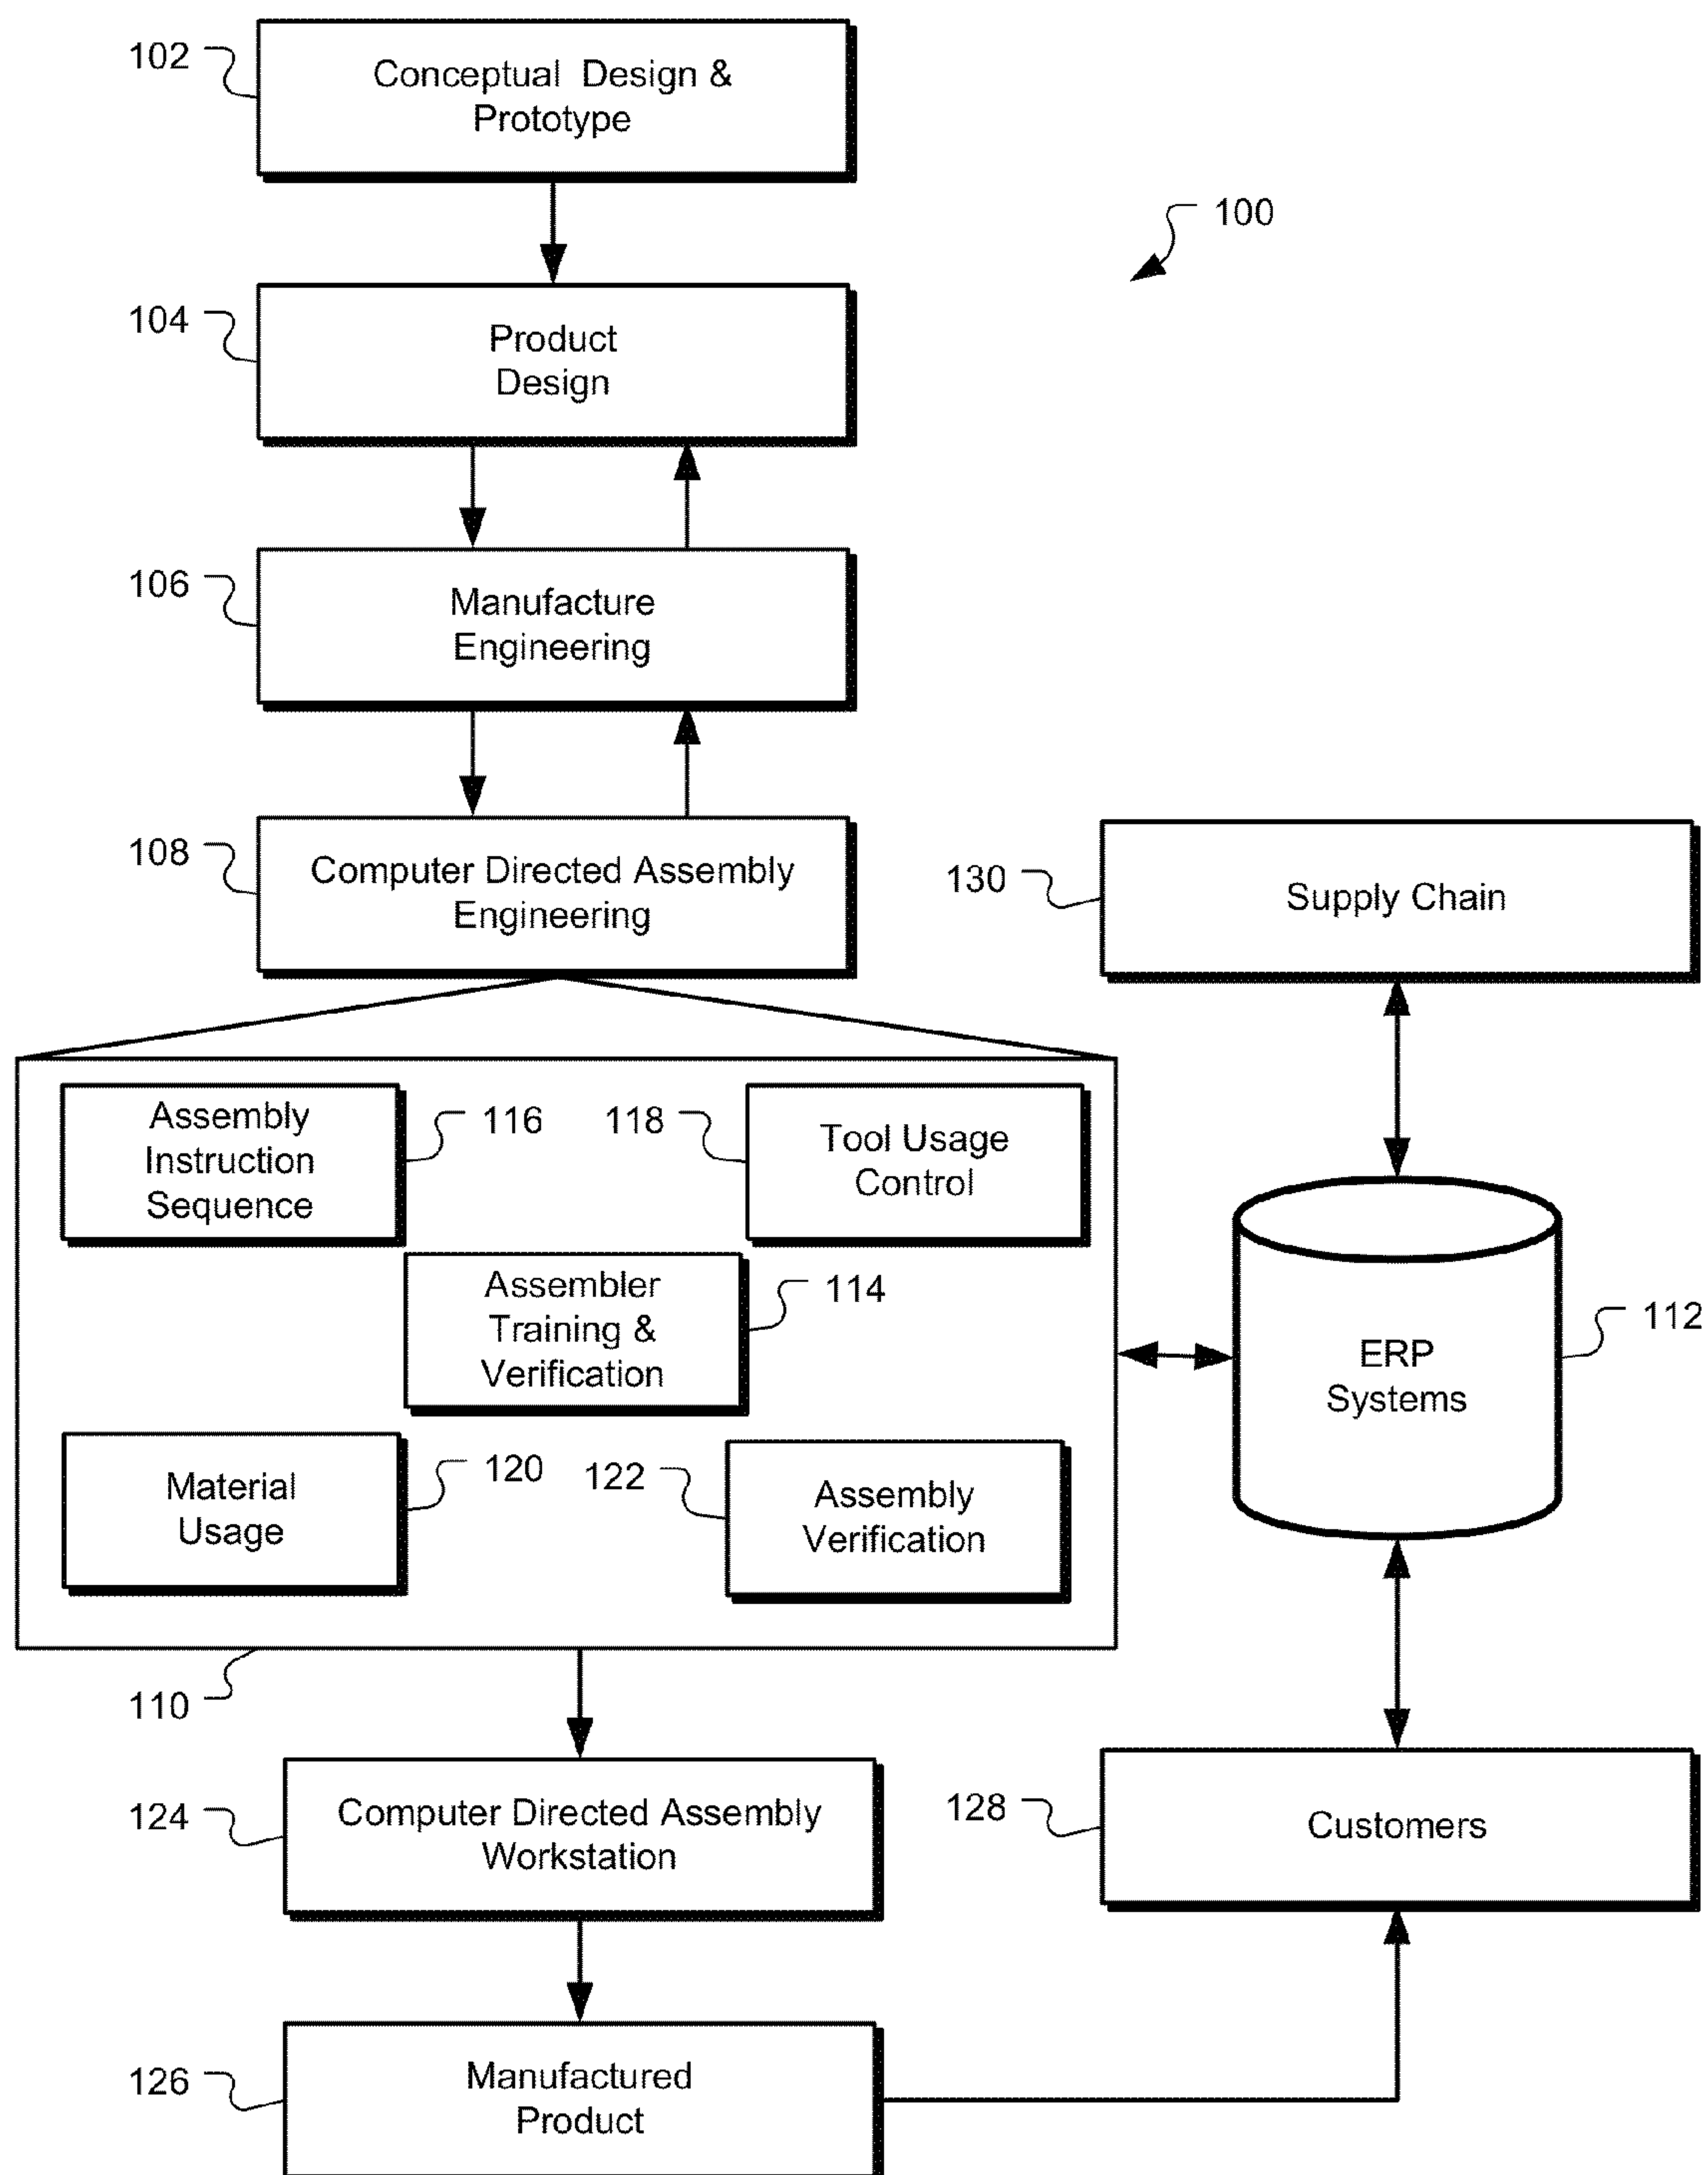 102
Conceptual Design &
Prototype
100
104
Product
Design
106
Manufacture
Engineering
108
Computer Directed Assembly
Engineering
130
Supply Chain
Assembly
Instruction
Sequence
116
118
Tool Usage
Control
Assembler
Training &
Verification
114
ERP
Systems
112
Material
Usage
120
122
Assembly
Verification
110
124
Computer Directed Assembly
Workstation
128
Customers
126
Manufactured
Product